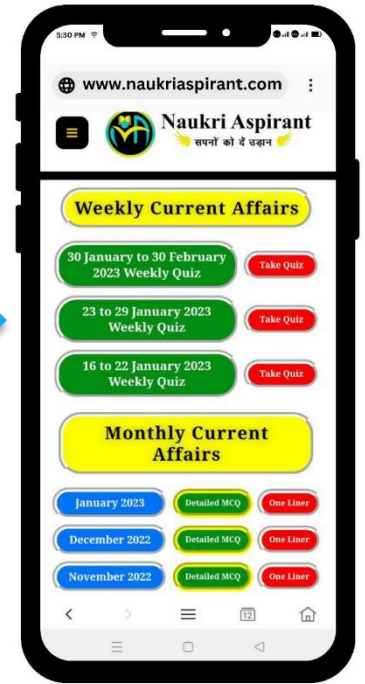 5:30 PM
www.naukriaspirant.com
NA
Naukri Aspirant
सपनों को दें उड़ान
Weekly Current Affairs
30 January to 30 February
2023 Weekly Quiz
Take Quiz
23 to 29 January 2023
Weekly Quiz
Take Quiz
16 to 22 January 2023
Weekly Quiz
Take Quiz
Monthly Current
Affairs
January 2023 Detailed MCQ One Liner
December 2022 Detailed MCQ One Liner
November 2022 Detailed MCQ One Liner
12